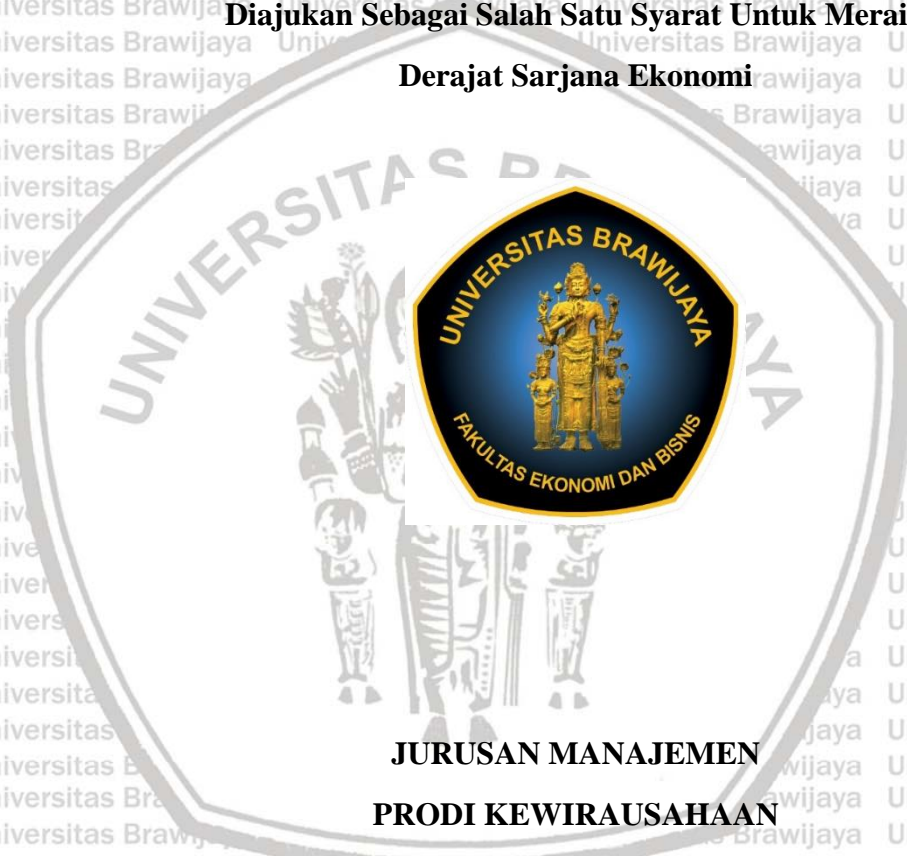 Diajukan Sebagai Salah Satu Syarat Untuk Merai
Derajat Sarjana Ekonomi
UNIVERSITAS BRAWIJAYA
FAKULTAS EKONOMI DAN BISNIS
JURUSAN MANAJEMEN
PRODI KEWIRAUSAHAAN